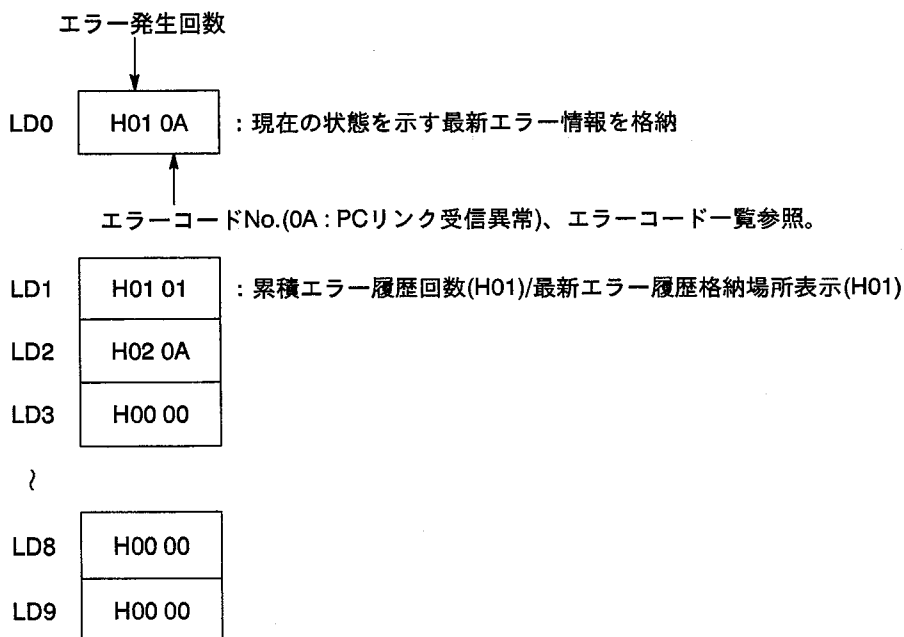 エラー発生回数
LD0 H01 0A :現在の状態を示す最新エラー情報を格納
エラーコードNo.(0A : PCリンク受信異常)、エラーコード一覧参照。
LD1 H01 01 :累積エラー履歴回数(H01)/最新エラー履歴格納場所表示(H01)
LD2 H02 0A
LD3 H00 00
~
LD8 H00 00
LD9 H00 00